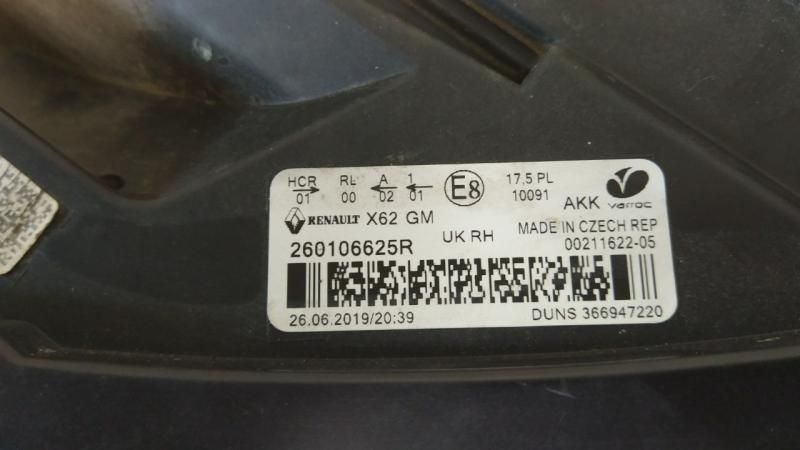 HCR RL A 1 E8 17,5 PL
01 00 02 01 10091 AKK varroc
RENAULT X62 GM MADE IN CZECH REP
260106625R UK RH 00211622-05
26.06.2019/20:39 DUNS 366947220